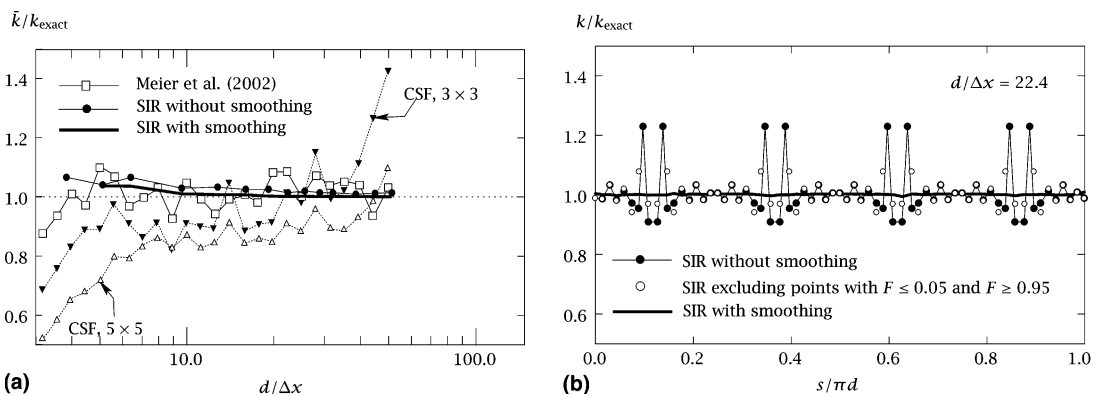 k̄/k_exact
1.4
1.2
1.0
0.8
0.6
Meier et al. (2002)
SIR without smoothing
SIR with smoothing
CSF, 3 × 3
CSF, 5 × 5
10.0
100.0
d/Δx
(a)
k/k_exact
1.4
1.2
1.0
0.8
0.6
d/Δx = 22.4
SIR without smoothing
SIR excluding points with F ≤ 0.05 and F ≥ 0.95
SIR with smoothing
0.0
0.2
0.4
0.6
0.8
1.0
s/πd
(b)